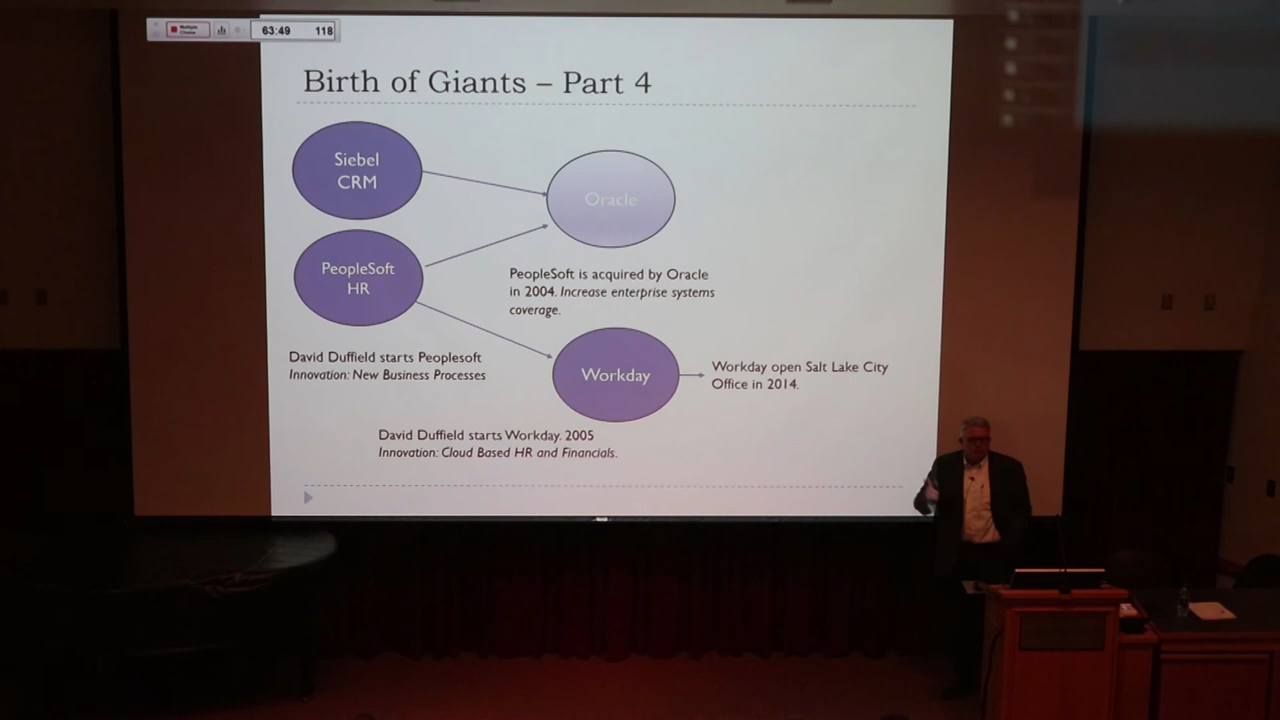 Multiple
Choice
63:49
118
Birth of Giants – Part 4
Siebel
CRM
Oracle
PeopleSoft
HR
PeopleSoft is acquired by Oracle
in 2004. Increase enterprise systems
coverage.
David Duffield starts Peoplesoft
Innovation: New Business Processes
Workday
Workday open Salt Lake City
Office in 2014.
David Duffield starts Workday. 2005
Innovation: Cloud Based HR and Financials.